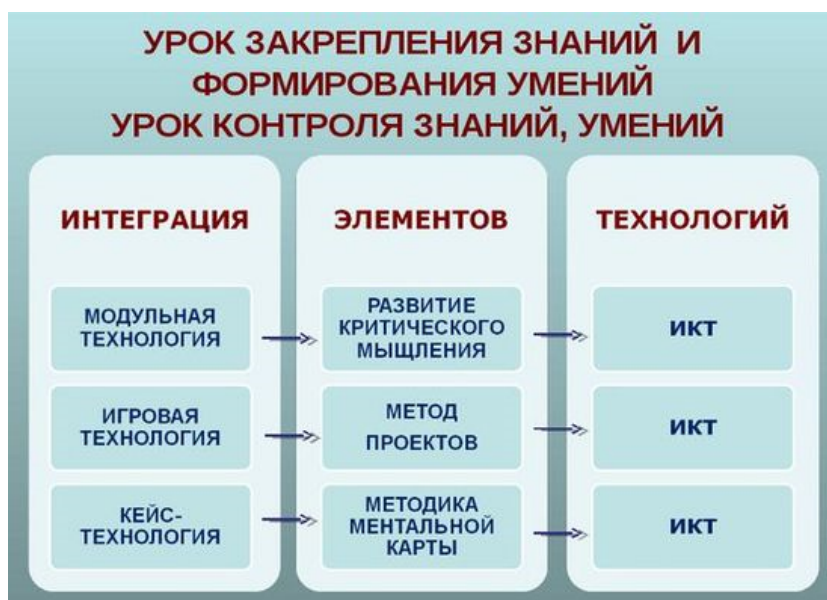 УРОК ЗАКРЕПЛЕНИЯ ЗНАНИЙ И
ФОРМИРОВАНИЯ УМЕНИЙ
УРОК КОНТРОЛЯ ЗНАНИЙ, УМЕНИЙ
ИНТЕГРАЦИЯ
ЭЛЕМЕНТОВ
ТЕХНОЛОГИЙ
МОДУЛЬНАЯ
ТЕХНОЛОГИЯ
РАЗВИТИЕ
КРИТИЧЕСКОГО
МЫЩЛЕНИЯ
ИКТ
ИГРОВАЯ
ТЕХНОЛОГИЯ
МЕТОД
ПРОЕКТОВ
ИКТ
КЕЙС-
ТЕХНОЛОГИЯ
МЕТОДИКА
МЕНТАЛЬНОЙ
КАРТЫ
ИКТ